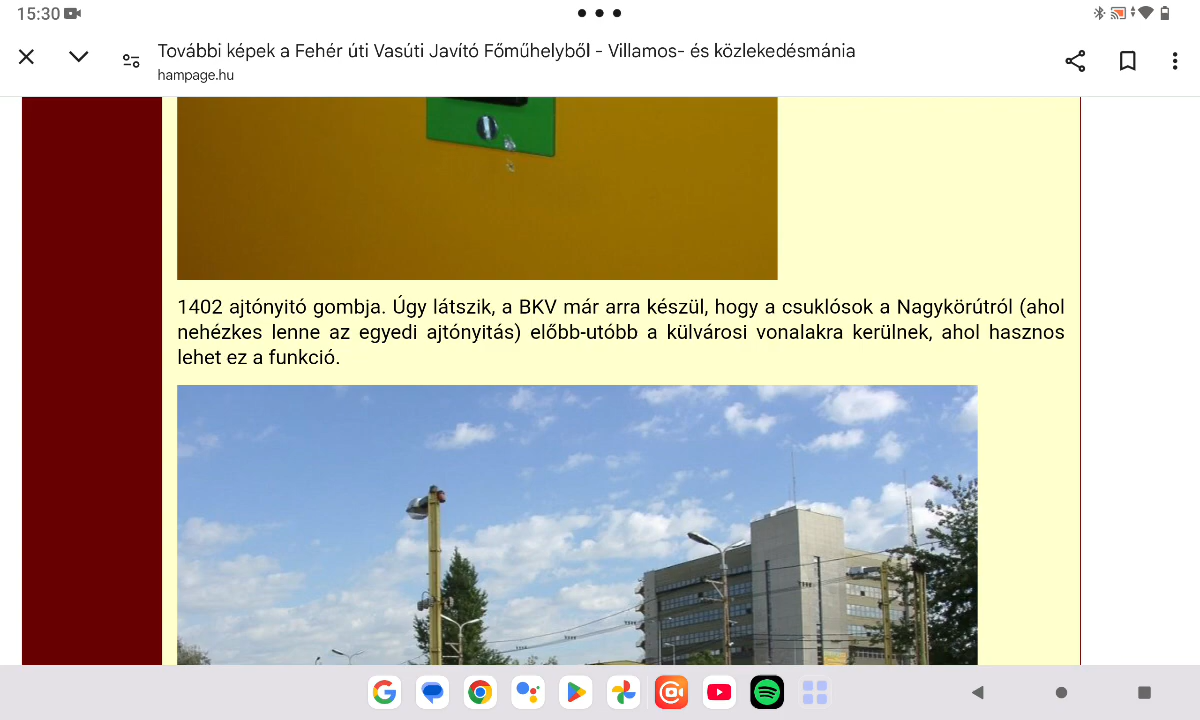 15:30
További képek a Fehér úti Vasúti Javító Főműhelyből - Villamos- és közlekedésmánia
hampage.hu
1402 ajtónyitó gombja. Úgy látszik, a BKV már arra készül, hogy a csuklósok a Nagykörútról (ahol
nehézkes lenne az egyedi ajtónyitás) előbb-utóbb a külvárosi vonalakra kerülnek, ahol hasznos
lehet ez a funkció.